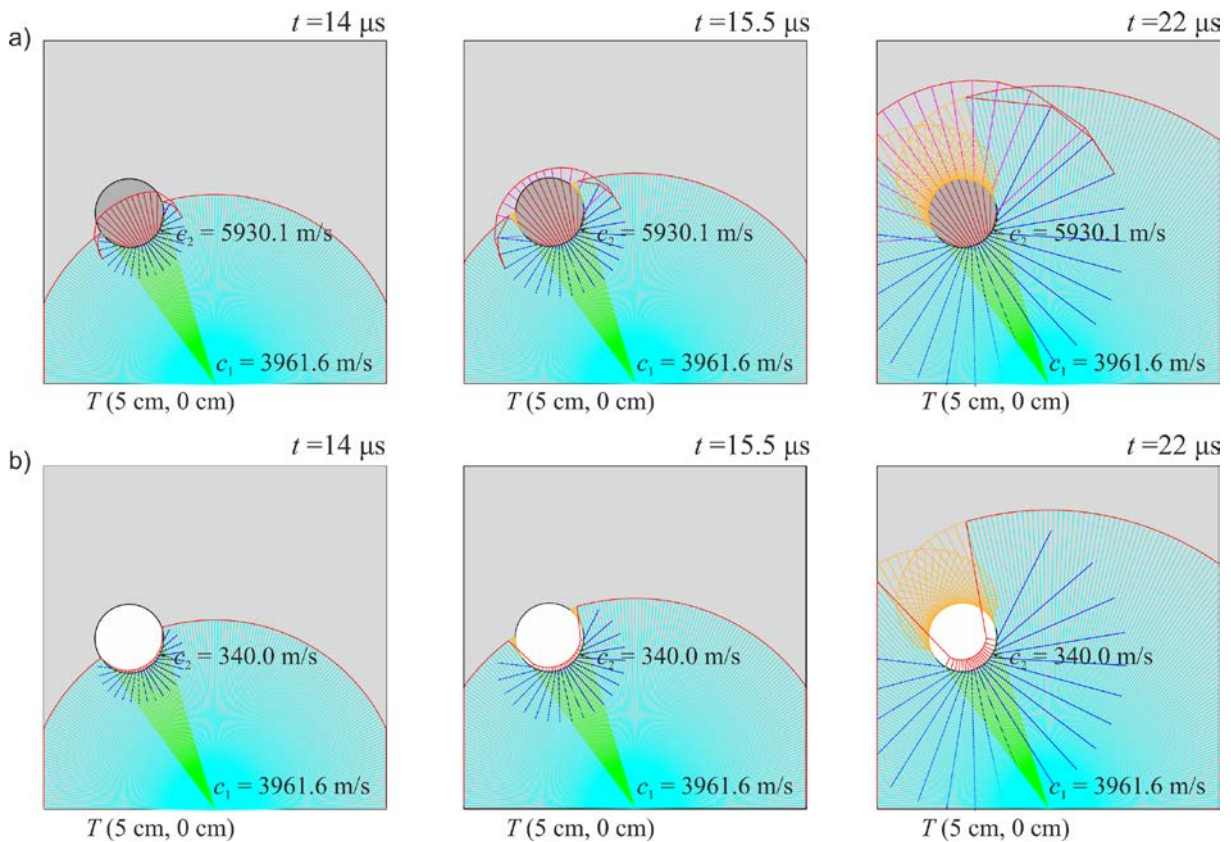 a)
t =14 μs
t =15.5 μs
t =22 μs
c₂ = 5930.1 m/s
c₂ = 5930.1 m/s
c₂ = 5930.1 m/s
c₁ = 3961.6 m/s
c₁ = 3961.6 m/s
c₁ = 3961.6 m/s
T (5 cm, 0 cm)
T (5 cm, 0 cm)
T (5 cm, 0 cm)
b)
t =14 μs
t =15.5 μs
t =22 μs
c₂ = 340.0 m/s
c₂ = 340.0 m/s
c₂ = 340.0 m/s
c₁ = 3961.6 m/s
c₁ = 3961.6 m/s
c₁ = 3961.6 m/s
T (5 cm, 0 cm)
T (5 cm, 0 cm)
T (5 cm, 0 cm)